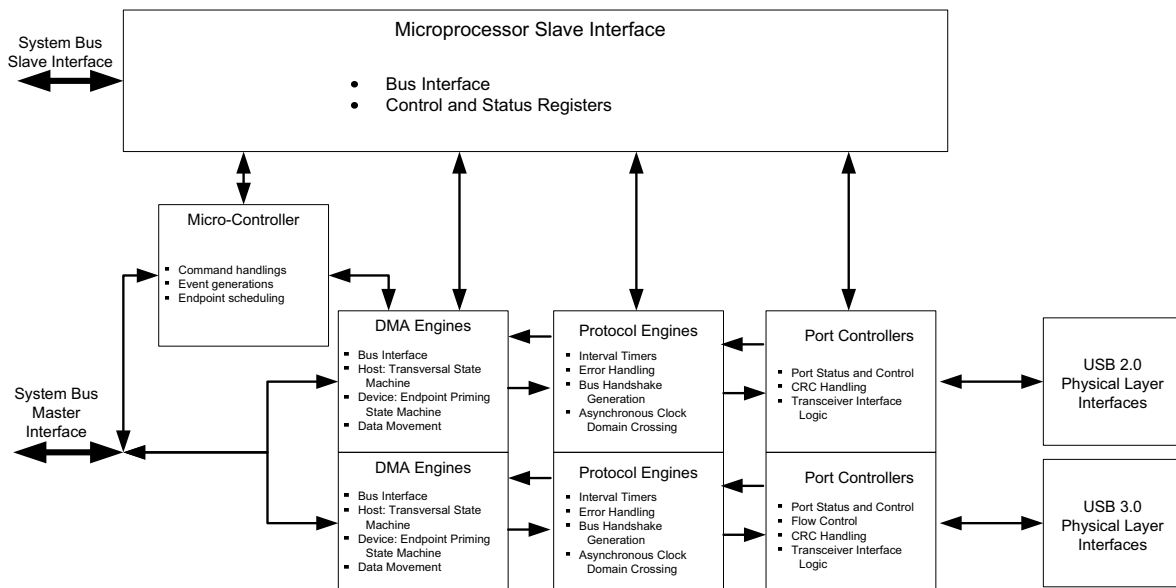 Microprocessor Slave Interface
• Bus Interface
• Control and Status Registers
System Bus
Slave Interface
Micro-Controller
▪ Command handlings
▪ Event generations
▪ Endpoint scheduling
System Bus
Master
Interface
DMA Engines
▪ Bus Interface
▪ Host: Transversal State
Machine
▪ Device: Endpoint Priming
State Machine
▪ Data Movement
Protocol Engines
▪ Interval Timers
▪ Error Handling
▪ Bus Handshake
Generation
▪ Asynchronous Clock
Domain Crossing
Port Controllers
▪ Port Status and Control
▪ CRC Handling
▪ Transceiver Interface
Logic
USB 2.0
Physical Layer
Interfaces
DMA Engines
▪ Bus Interface
▪ Host: Transversal State
Machine
▪ Device: Endpoint Priming
State Machine
▪ Data Movement
Protocol Engines
▪ Interval Timers
▪ Error Handling
▪ Bus Handshake
Generation
▪ Asynchronous Clock
Domain Crossing
Port Controllers
▪ Port Status and Control
▪ Flow Control
▪ CRC Handling
▪ Transceiver Interface
Logic
USB 3.0
Physical Layer
Interfaces